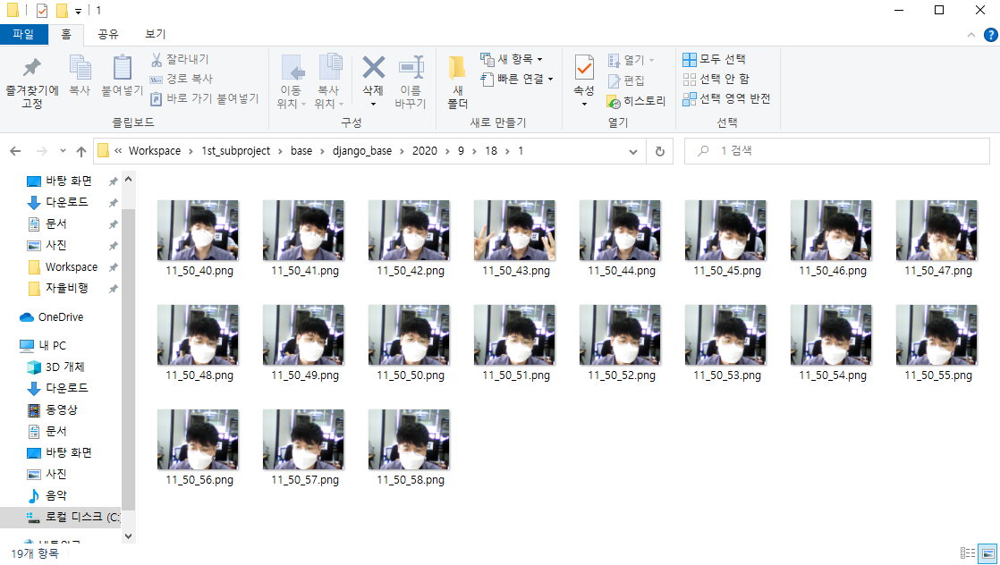 1
파일 홈 공유 보기
즐겨찾기에 고정
복사
붙여넣기
잘라내기
경로 복사
바로 가기 붙여넣기
클립보드
이동 위치
복사 위치
삭제
이름 바꾸기
구성
새 폴더
새 항목
빠른 연결
새로 만들기
속성
열기
편집
히스토리
열기
모두 선택
선택 안 함
선택 영역 반전
선택
« Workspace > 1st_subproject > base > django_base > 2020 > 9 > 18 > 1
1 검색
바탕 화면
다운로드
문서
사진
Workspace
자율비행
OneDrive
내 PC
3D 개체
다운로드
동영상
문서
바탕 화면
사진
음악
로컬 디스크 (C:)
11_50_40.png 11_50_41.png 11_50_42.png 11_50_43.png 11_50_44.png 11_50_45.png 11_50_46.png 11_50_47.png
11_50_48.png 11_50_49.png 11_50_50.png 11_50_51.png 11_50_52.png 11_50_53.png 11_50_54.png 11_50_55.png
11_50_56.png 11_50_57.png 11_50_58.png
19개 항목